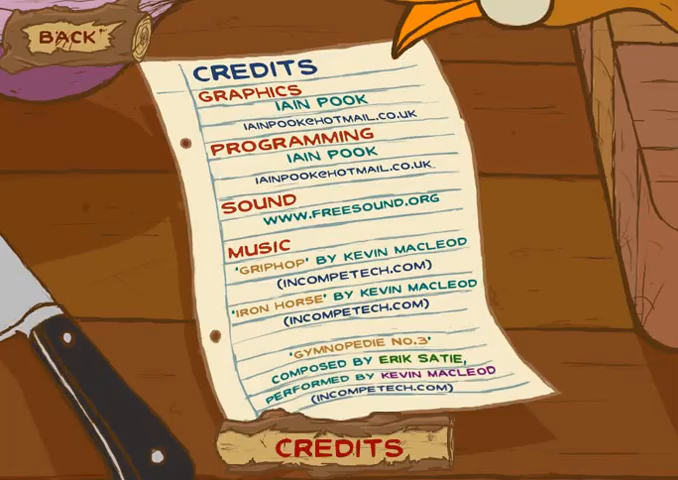 BACK
CREDITS
GRAPHICS
IAIN POOK
IAINPOOK@HOTMAIL.CO.UK
PROGRAMMING
IAIN POOK
IAINPOOK@HOTMAIL.CO.UK
SOUND
WWW.FREESOUND.ORG
MUSIC
'GRIPHOP' BY KEVIN MACLEOD
(INCOMPETECH.COM)
'IRON HORSE' BY KEVIN MACLEOD
(INCOMPETECH.COM)
'GYMNOPEDIE NO.3'
COMPOSED BY ERIK SATIE,
PERFORMED BY KEVIN MACLEOD
(INCOMPETECH.COM)
CREDITS